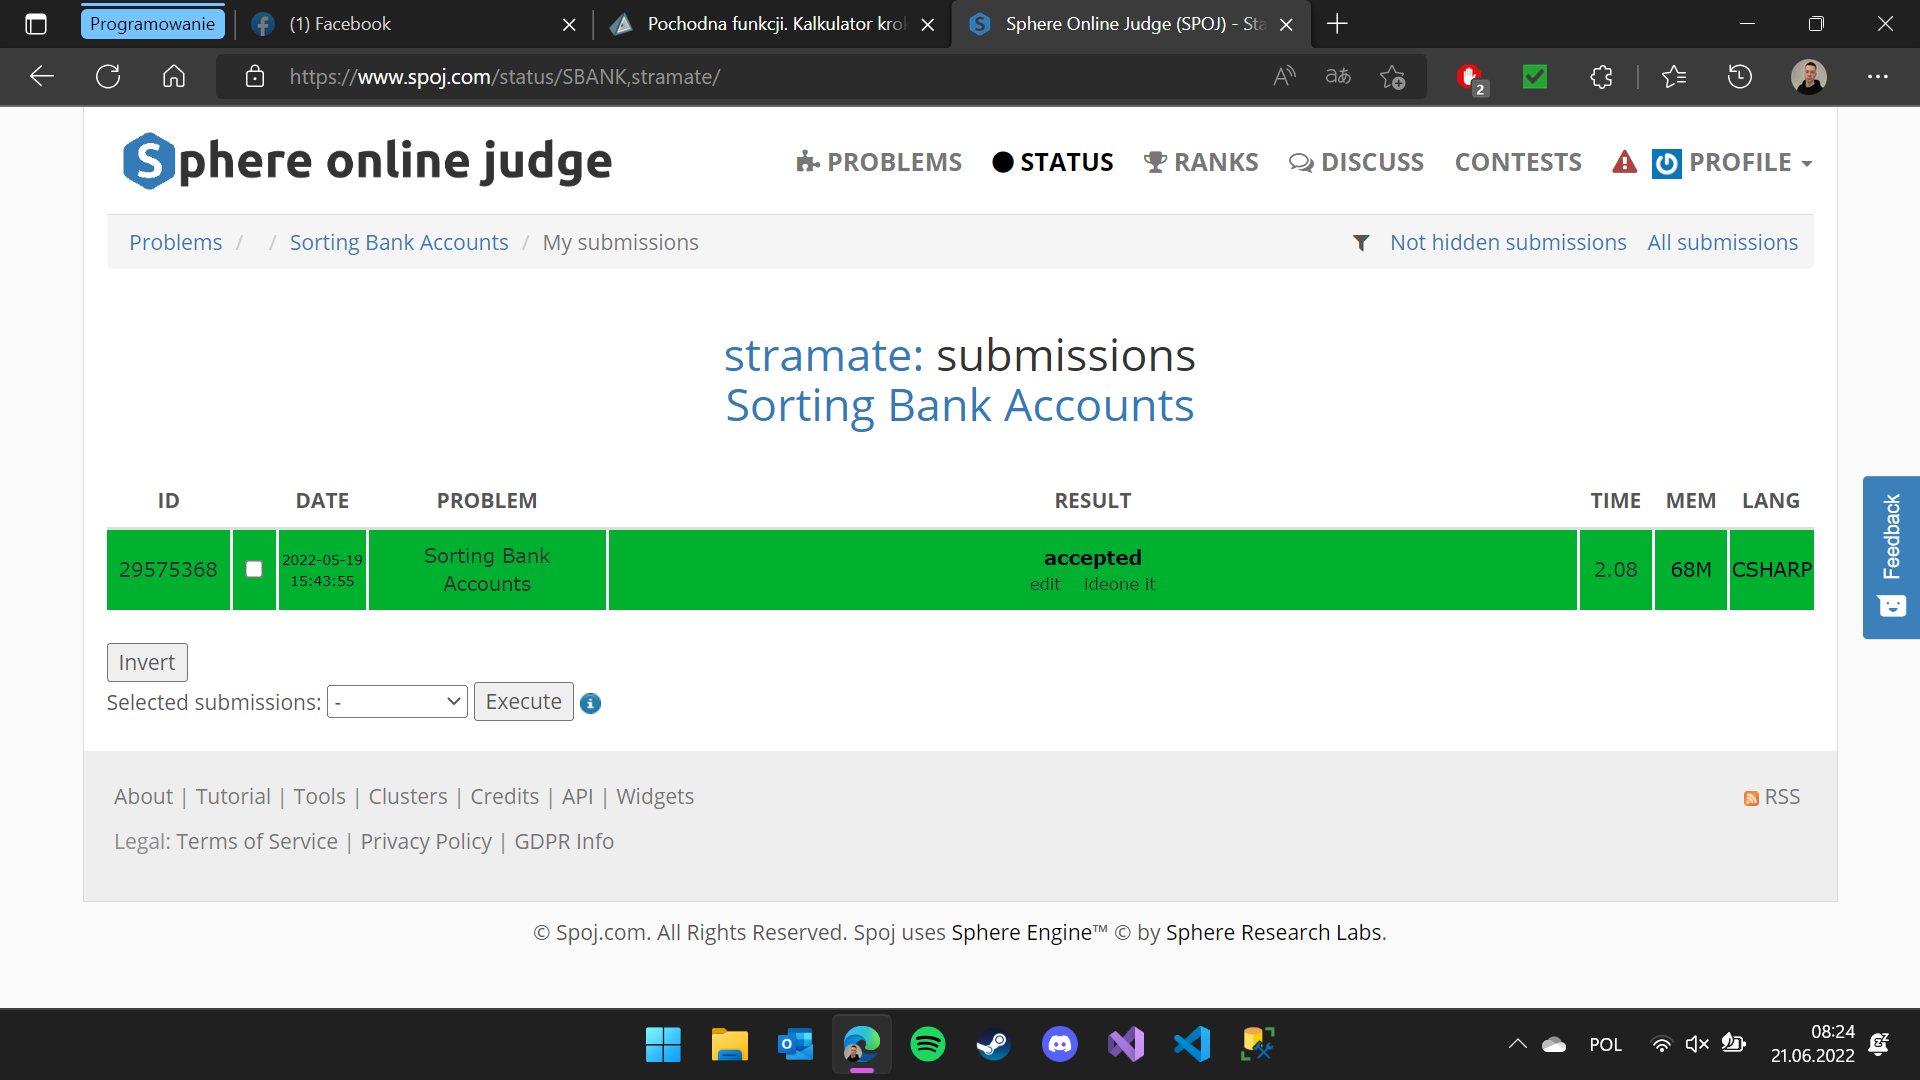 Programowanie
(1) Facebook
Pochodna funkcji. Kalkulator kro
Sphere Online Judge (SPOJ) - Sta
https://www.spoj.com/status/SBANK,stramate/
2
Sphere online judge
PROBLEMS
STATUS
RANKS
DISCUSS
CONTESTS
PROFILE
Problems / / Sorting Bank Accounts / My submissions
Not hidden submissions
All submissions
stramate: submissions
Sorting Bank Accounts
ID DATE PROBLEM RESULT TIME MEM LANG
29575368
2022-05-19
15:43:55
Sorting Bank
Accounts
accepted
edit ideone it
2.08
68M
CSHARP
Feedback
Invert
Selected submissions: - Execute
About | Tutorial | Tools | Clusters | Credits | API | Widgets
RSS
Legal: Terms of Service | Privacy Policy | GDPR Info
© Spoj.com. All Rights Reserved. Spoj uses Sphere Engine™ © by Sphere Research Labs.
POL
08:24
21.06.2022